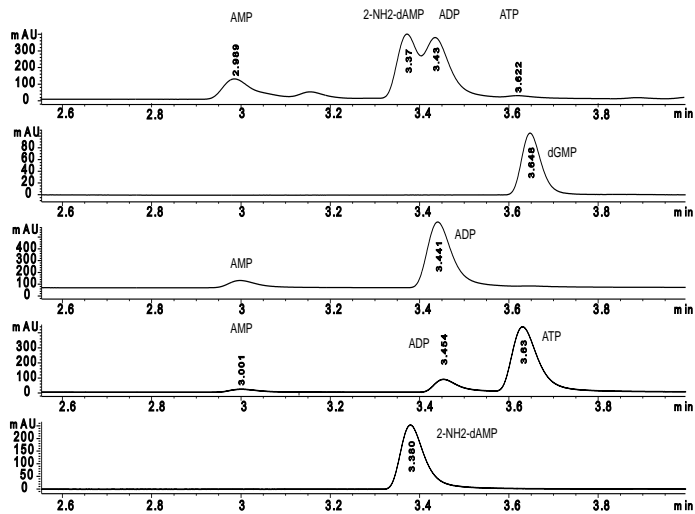 AMP 2-NH2-dAMP ADP ATP
mAU
300
200
100
0
2.989 3.37 3.43 3.622
2.6 2.8 3 3.2 3.4 3.6 3.8 min
mAU
80
60
40
20
0
3.648 dGMP
2.6 2.8 3 3.2 3.4 3.6 3.8 min
mAU
400
300
200
100
0
AMP 3.441 ADP
2.6 2.8 3 3.2 3.4 3.6 3.8 min
mAU
300
200
100
0
AMP ADP ATP
3.001 3.454 3.63
2.6 2.8 3 3.2 3.4 3.6 3.8 min
mAU
200
150
100
50
0
3.380 2-NH2-dAMP
2.6 2.8 3 3.2 3.4 3.6 3.8 min